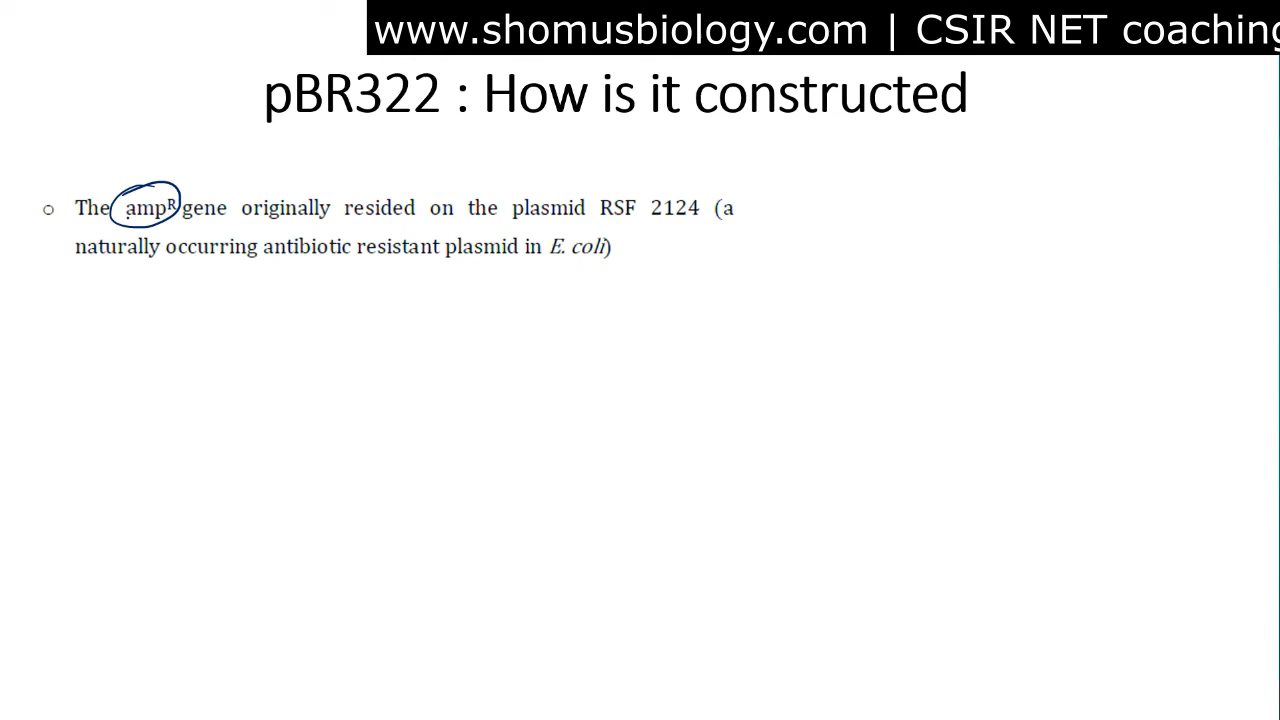 www.shomusbiology.com | CSIR NET coaching
pBR322 : How is it constructed
○ The ampᴿ gene originally resided on the plasmid RSF 2124 (a
naturally occurring antibiotic resistant plasmid in E. coli)